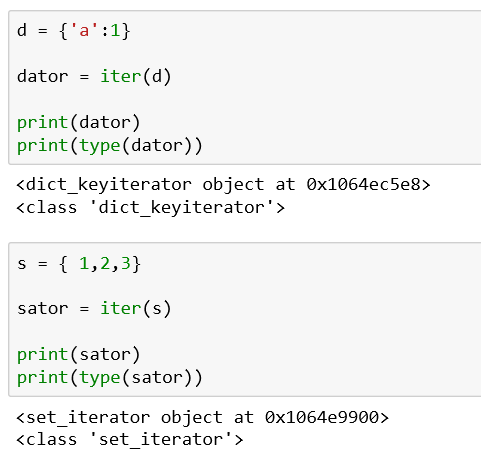 d = {'a':1}
dator = iter(d)
print(dator)
print(type(dator))
<dict_keyiterator object at 0x1064ec5e8>
<class 'dict_keyiterator'>
s = { 1,2,3}
sator = iter(s)
print(sator)
print(type(sator))
<set_iterator object at 0x1064e9900>
<class 'set_iterator'>